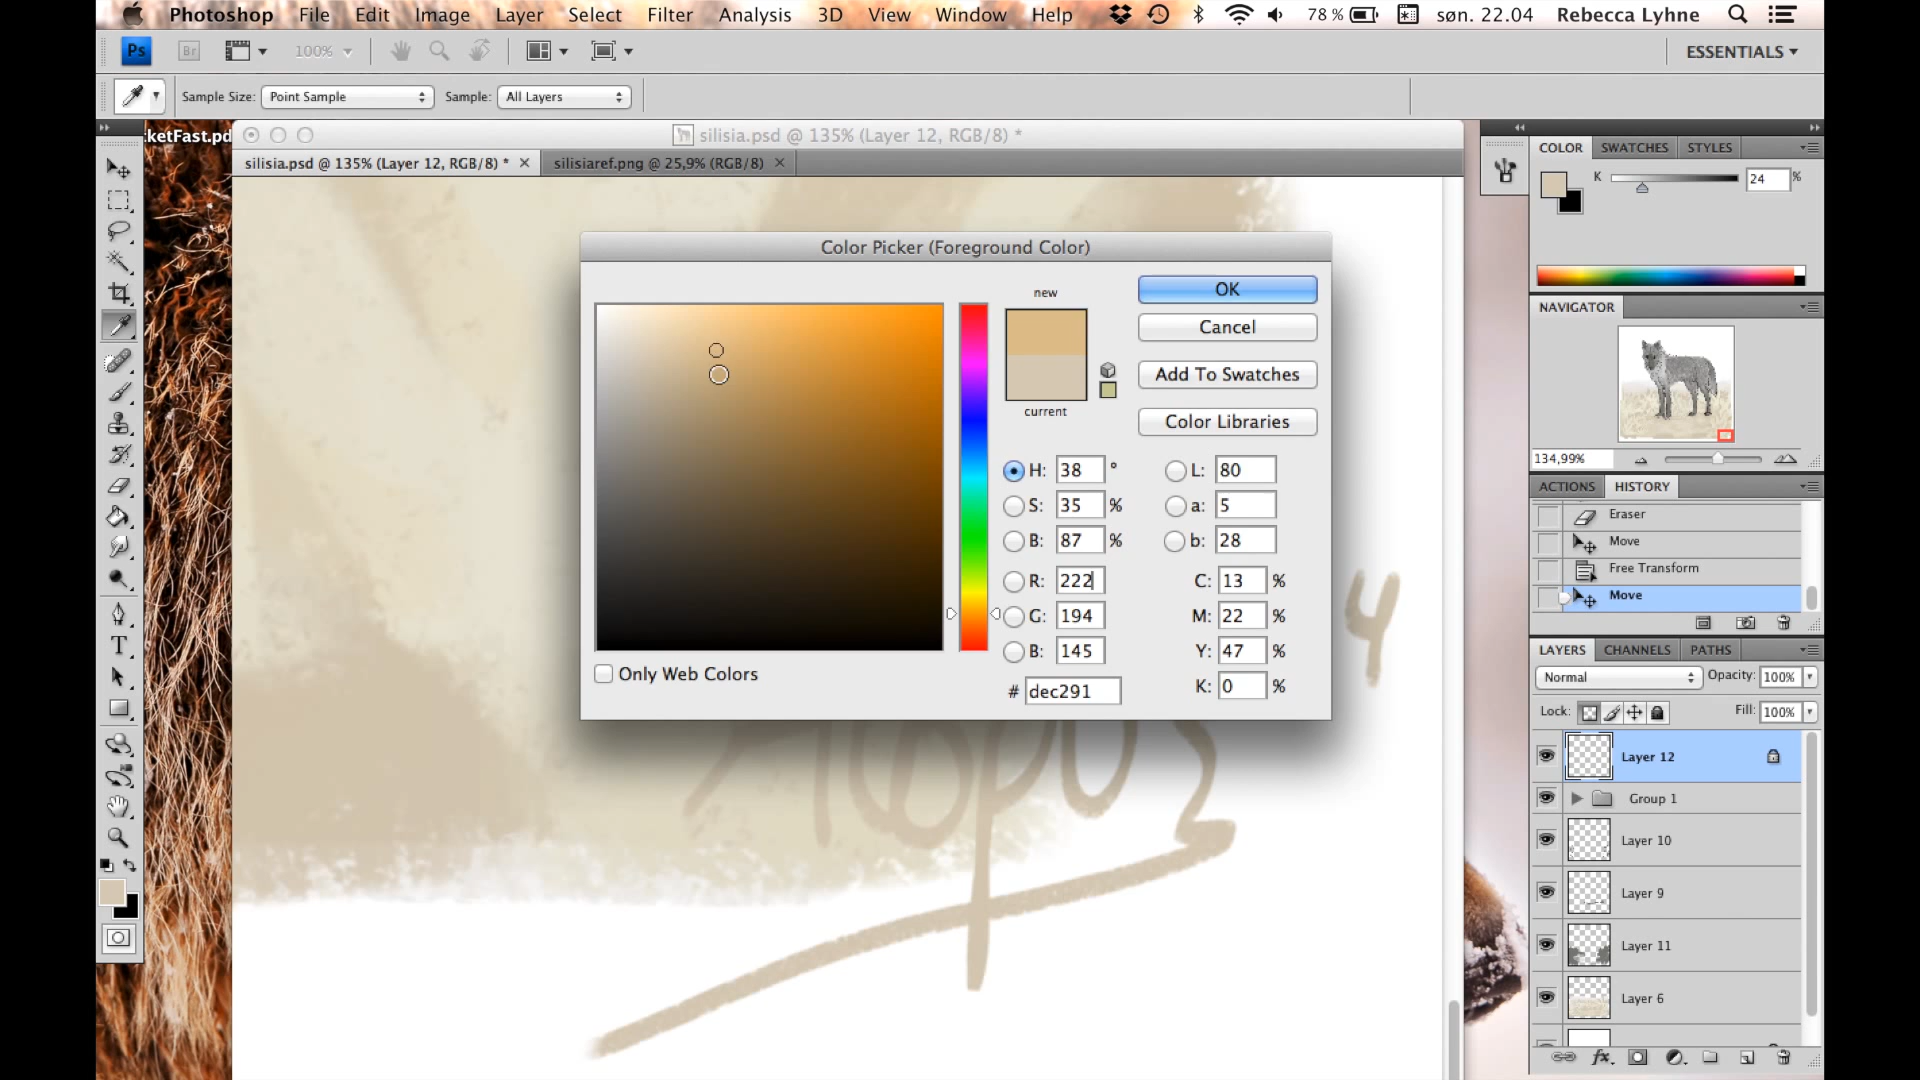 Photoshop File Edit Image Layer Select Filter Analysis 3D View Window Help 78 % søn. 22.04 Rebecca Lyhne
Ps Br 100% ESSENTIALS
Sample Size: Point Sample Sample: All Layers
ketFast.pd
silisia.psd @ 135% (Layer 12, RGB/8) *
silisia.psd @ 135% (Layer 12, RGB/8) * × silisiaref.png @ 25,9% (RGB/8) ×
COLOR SWATCHES STYLES
K 24 %
Color Picker (Foreground Color)
new
current
OK
Cancel
Add To Swatches
Color Libraries
H: 38 ° L: 80
S: 35 % a: 5
B: 87 % b: 28
R: 222 C: 13 %
G: 194 M: 22 %
B: 145 Y: 47 %
# dec291 K: 0 %
Only Web Colors
NAVIGATOR
134,99%
ACTIONS HISTORY
Eraser
Move
Free Transform
Move
LAYERS CHANNELS PATHS
Normal Opacity: 100%
Lock: Fill: 100%
Layer 12
Group 1
Layer 10
Layer 9
Layer 11
Layer 6
T
fx